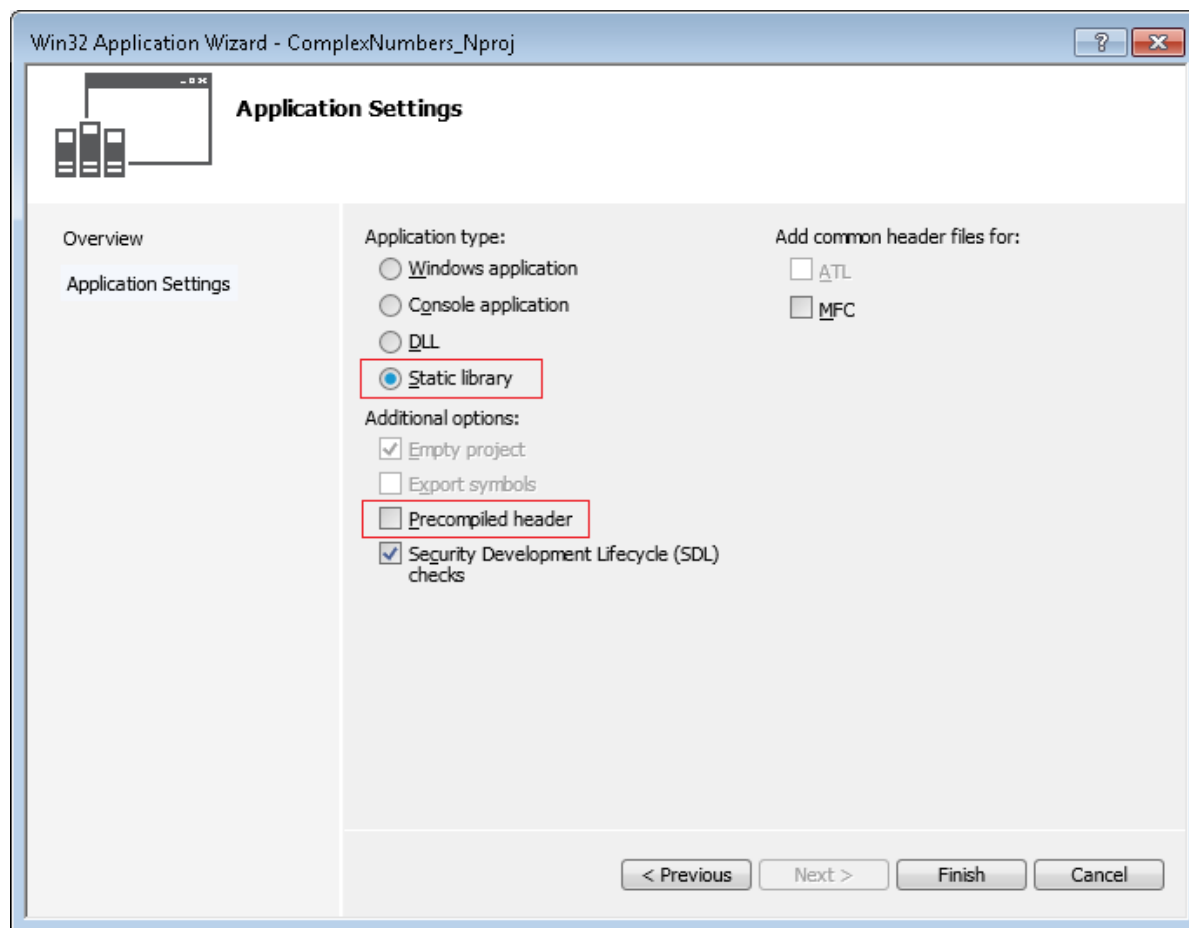 Win32 Application Wizard - ComplexNumbers_Nproj
Application Settings
Overview
Application Settings
Application type:
Windows application
Console application
DLL
Static library
Additional options:
Empty project
Export symbols
Precompiled header
Security Development Lifecycle (SDL)
checks
Add common header files for:
ATL
MFC
< Previous
Next >
Finish
Cancel